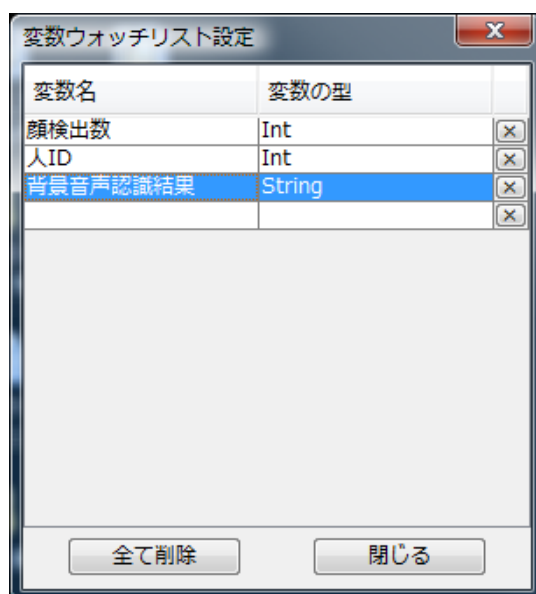 変数ウォッチリスト設定
変数名 変数の型
顔検出数 Int
人ID Int
背景音声認識結果 String
全て削除 閉じる